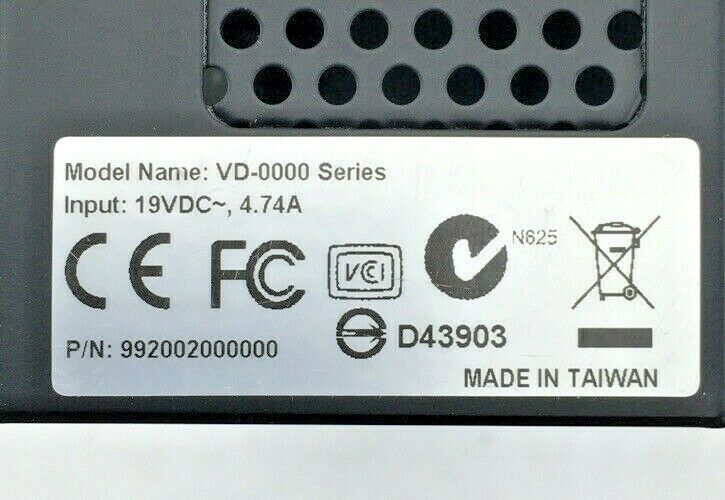 Model Name: VD-0000 Series
Input: 19VDC~, 4.74A
CE FC VCI N625
P/N: 992002000000 D43903
MADE IN TAIWAN